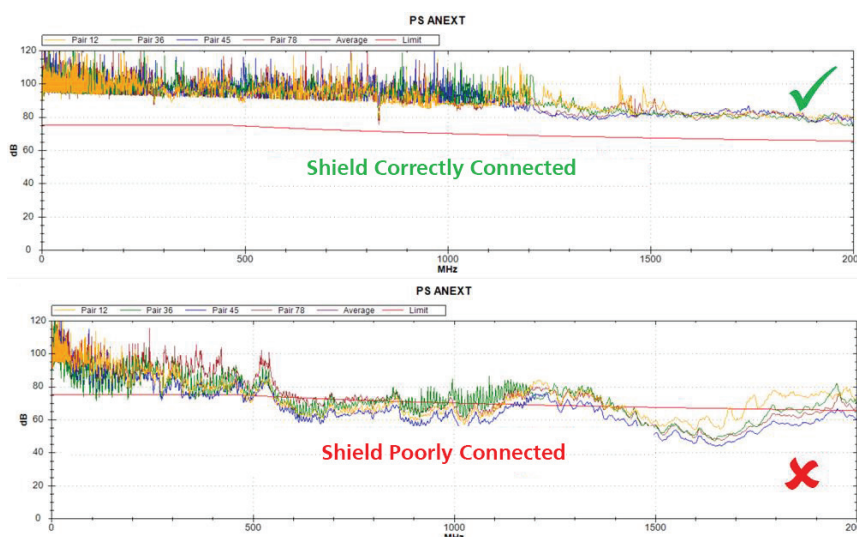 PS ANEXT
Pair 12 Pair 36 Pair 45 Pair 78 Average Limit
120
100
80
60
40
20
0
dB
Shield Correctly Connected
0 500 1000 1500 200
MHz
PS ANEXT
Pair 12 Pair 36 Pair 45 Pair 78 Average Limit
120
100
80
60
40
20
0
dB
Shield Poorly Connected
0 500 1000 1500 200
MHz